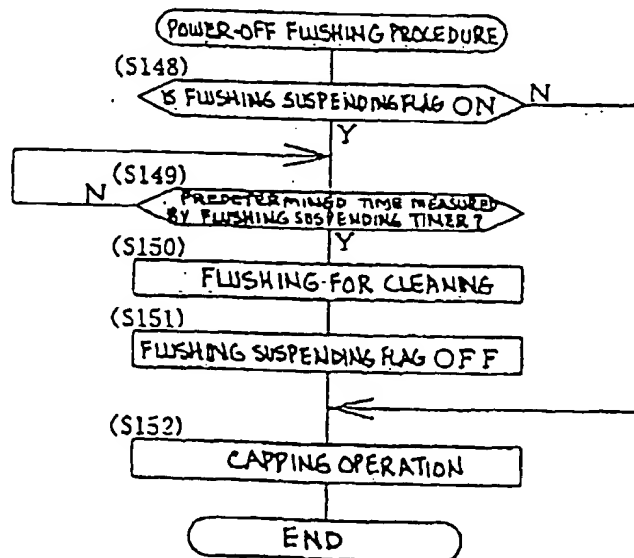 POWER-OFF FLUSHING PROCEDURE
(S148)
IS FLUSHING SUSPENDING FLAG ON
N
Y
(S149)
N
PREDETERMINED TIME MEASURED
BY FLUSHING SUSPENDING TIMER?
Y
(S150)
FLUSHING-FOR CLEANING
(S151)
FLUSHING SUSPENDING FLAG OFF
(S152)
CAPPING OPERATION
END